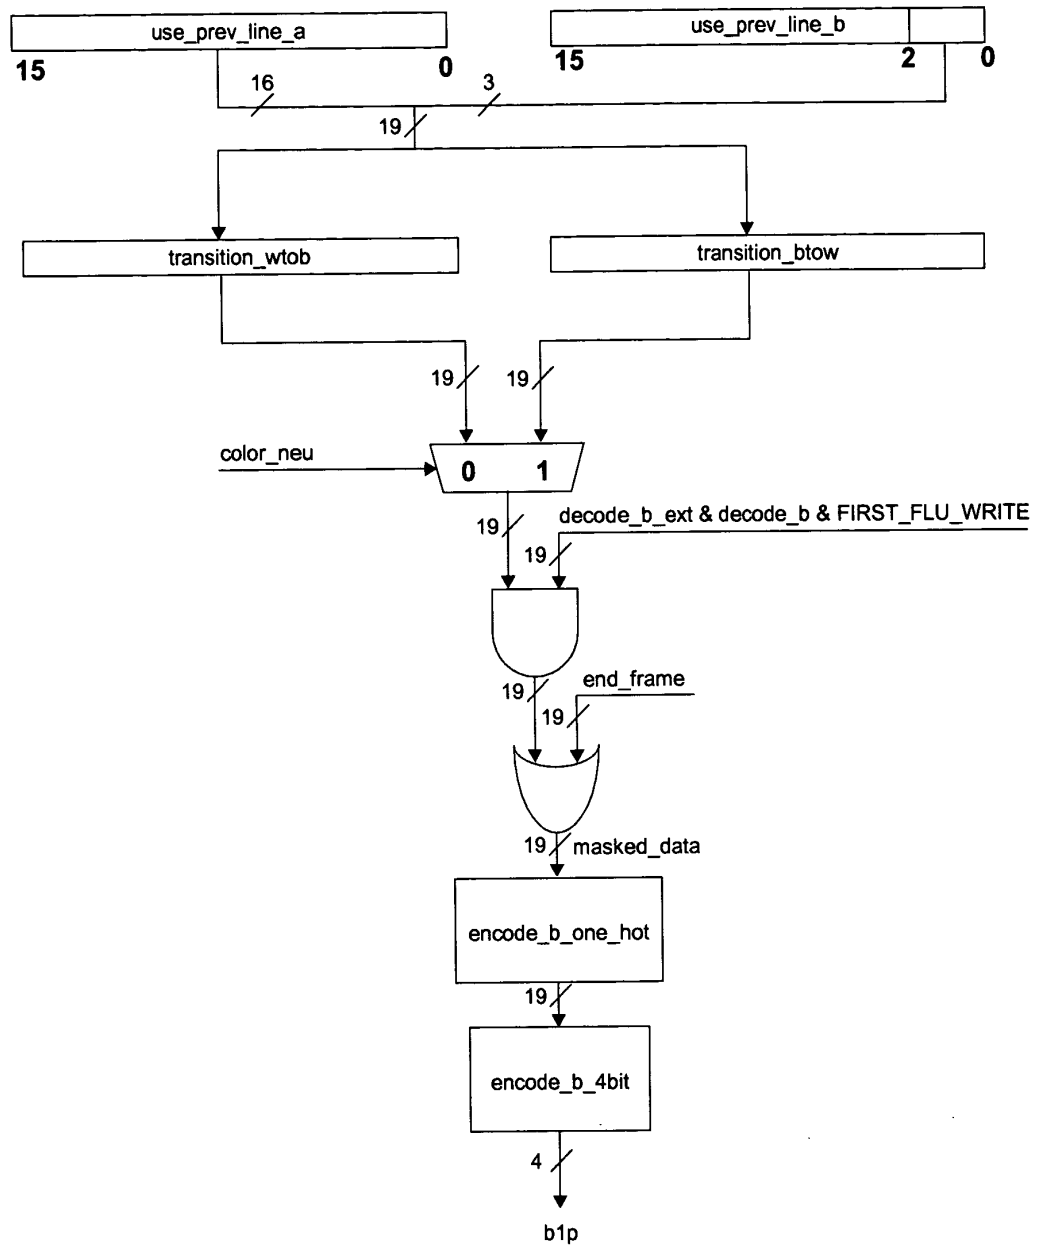 use_prev_line_a
use_prev_line_b
15
0
15
2
0
16
3
19
transition_wtob
transition_btow
19
19
color_neu
0
1
19
decode_b_ext & decode_b & FIRST_FLU_WRITE
19
19
end_frame
19
19
masked_data
encode_b_one_hot
19
encode_b_4bit
4
b1p